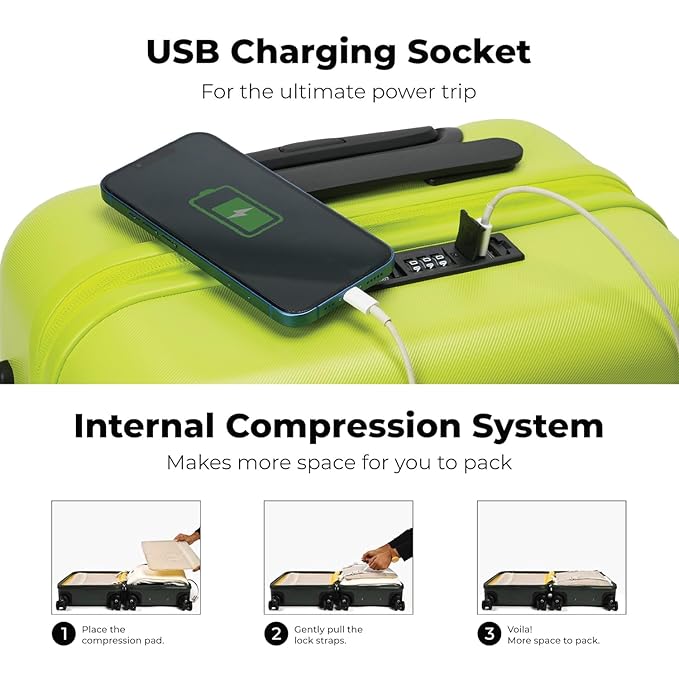 USB Charging Socket
For the ultimate power trip
Internal Compression System
Makes more space for you to pack
1 Place the
compression pad.
2 Gently pull the
lock straps.
3 Voila!
More space to pack.